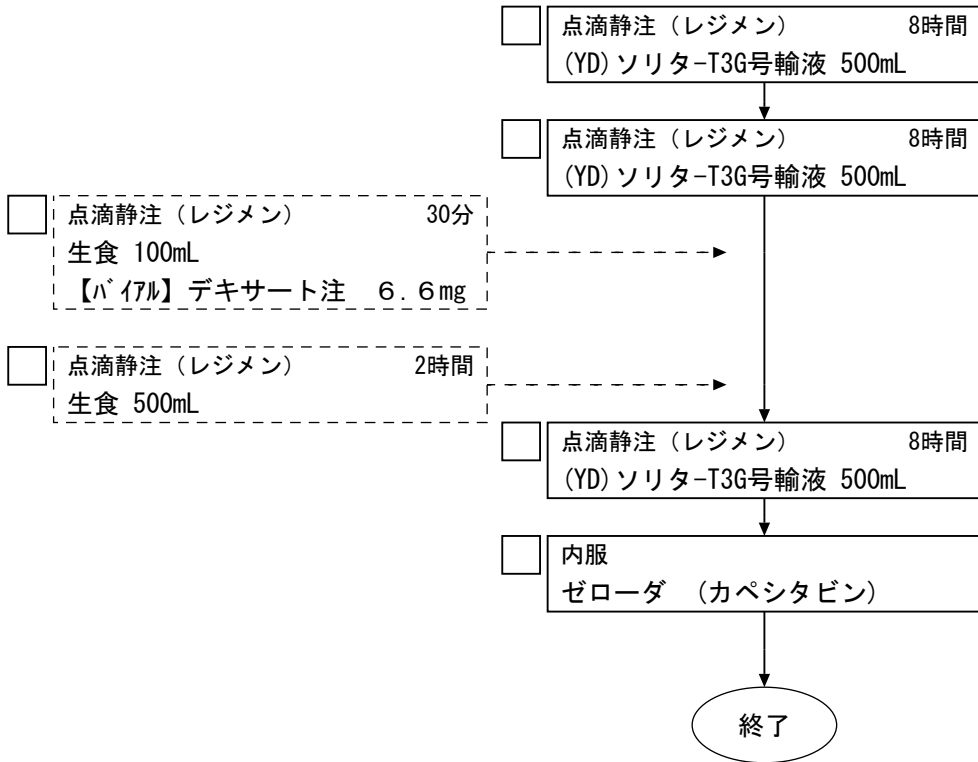 点滴静注（レジメン） 8時間
(YD)ソリタ-T3G号輸液 500mL
点滴静注（レジメン） 8時間
(YD)ソリタ-T3G号輸液 500mL
点滴静注（レジメン） 30分
生食 100mL
【ﾊﾞｲｱﾙ】デキサート注　６.６mg
点滴静注（レジメン） 2時間
生食 500mL
点滴静注（レジメン） 8時間
(YD)ソリタ-T3G号輸液 500mL
内服
ゼローダ　（カペシタビン）
終了